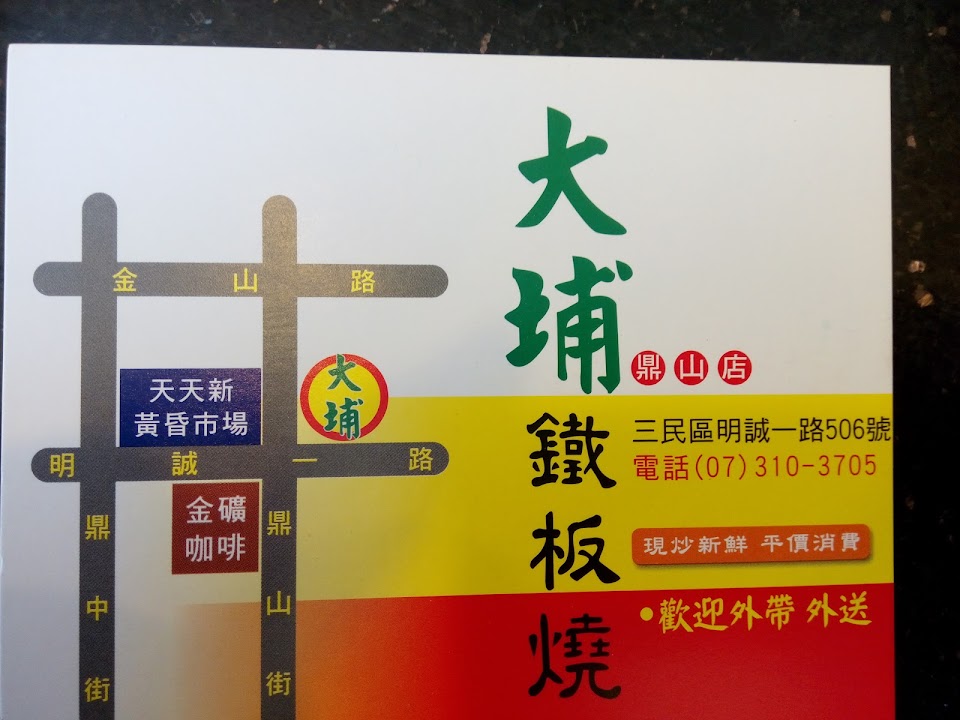 大埔
鼎山店
鐵板燒
三民區明誠一路506號
電話(07)310-3705
現炒新鮮 平價消費
•歡迎外帶 外送
金山路
天天新
黃昏市場
大埔
明誠一路
金礦
咖啡
鼎中街
鼎山街